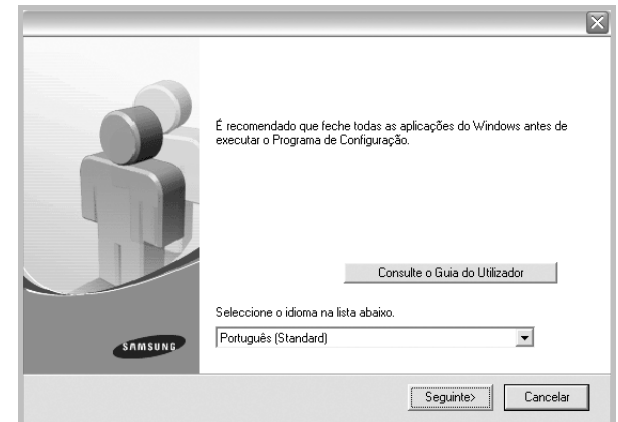 É recomendado que feche todas as aplicações do Windows antes de
executar o Programa de Configuração.
Consulte o Guia do Utilizador
Seleccione o idioma na lista abaixo.
Português (Standard)
SAMSUNG
Seguinte>
Cancelar